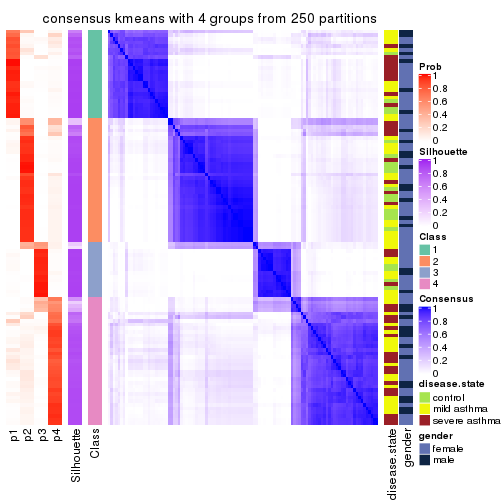 consensus kmeans with 4 groups from 250 partitions
Prob
1
0.8
0.6
0.4
0.2
0
Silhouette
1
0.8
0.6
0.4
0.2
0
Class
1
2
3
4
Consensus
1
0.8
0.6
0.4
0.2
0
disease.state
control
mild asthma
severe asthma
gender
female
male
p1
p2
p3
p4
Silhouette
Class
disease.state
gender